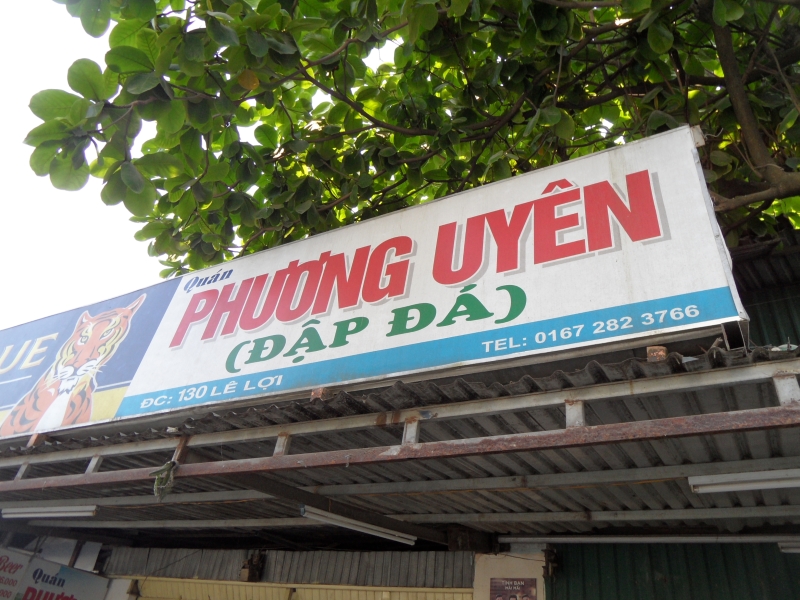 UE
Quán
PHƯƠNG UYÊN
(ĐẬP ĐÁ)
ĐC: 130 LÊ LỢI
TEL: 0167 282 3766
Beer
Quán